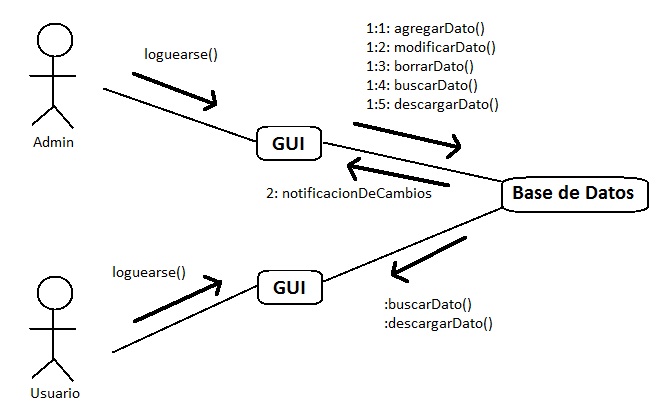 1:1: agregarDato()
1:2: modificarDato()
1:3: borrarDato()
1:4: buscarDato()
1:5: descargarDato()
loguearse()
Admin
GUI
2: notificacionDeCambios
Base de Datos
loguearse()
GUI
:buscarDato()
:descargarDato()
Usuario